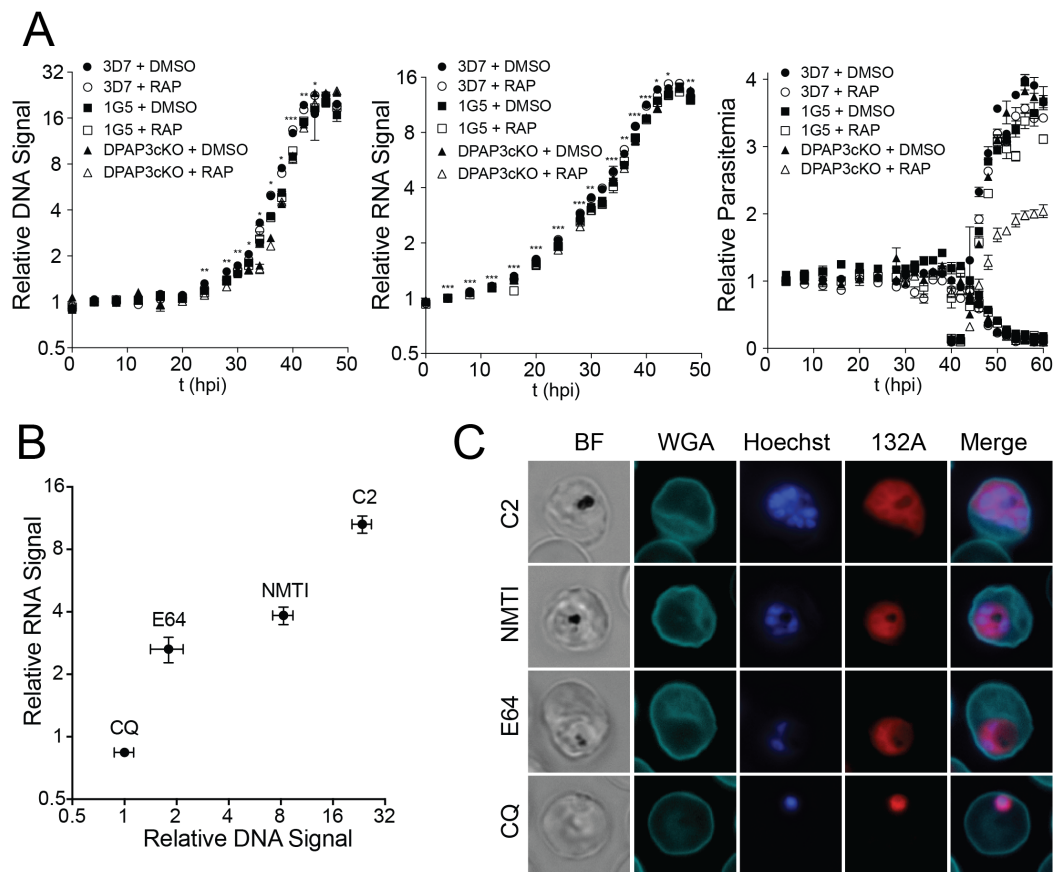 A
3D7 + DMSO
3D7 + RAP
1G5 + DMSO
1G5 + RAP
DPAP3cKO + DMSO
DPAP3cKO + RAP
Relative DNA Signal
32
16
8
4
2
1
0.5
0 10 20 30 40 50
t (hpi)
** ** ** * * * * *** ** *
3D7 + DMSO
3D7 + RAP
1G5 + DMSO
1G5 + RAP
DPAP3cKO + DMSO
DPAP3cKO + RAP
Relative RNA Signal
16
8
4
2
1
0.5
0 10 20 30 40 50
t (hpi)
*** *** *** *** *** *** *** ** *** ** *** *** * * **
3D7 + DMSO
3D7 + RAP
1G5 + DMSO
1G5 + RAP
DPAP3cKO + DMSO
DPAP3cKO + RAP
Relative Parasitemia
4
3
2
1
0
0 10 20 30 40 50 60
t (hpi)
B
Relative RNA Signal
16
8
4
2
1
0.5
C2
NMTI
E64
CQ
0.5 1 2 4 8 16 32
Relative DNA Signal
C
BF WGA Hoechst 132A Merge
C2
NMTI
E64
CQ